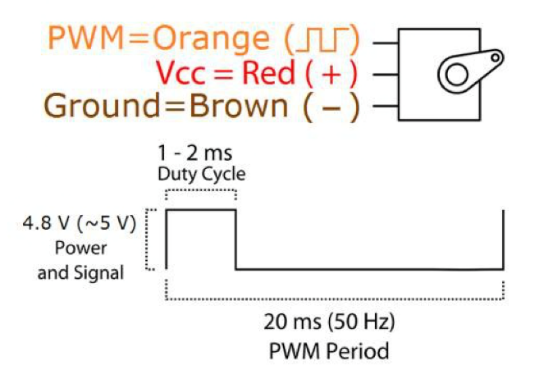 PWM=Orange (⎍⎍)
Vcc = Red ( + )
Ground=Brown ( − )
1 - 2 ms
Duty Cycle
4.8 V (~5 V)
Power
and Signal
20 ms (50 Hz)
PWM Period